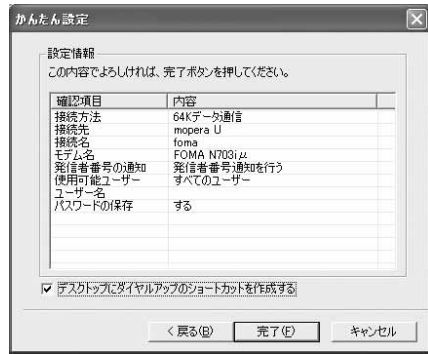 かんたん設定
設定情報
この内容でよろしければ、完了ボタンを押してください。
確認項目 内容
接続方法 64Kデータ通信
接続先 mopera U
接続名 foma
モデム名 FOMA N703iμ
発信者番号の通知 発信者番号通知を行う
使用可能ユーザー すべてのユーザー
ユーザー名
パスワードの保存 する
デスクトップにダイヤルアップのショートカットを作成する
< 戻る(B) 完了(F) キャンセル